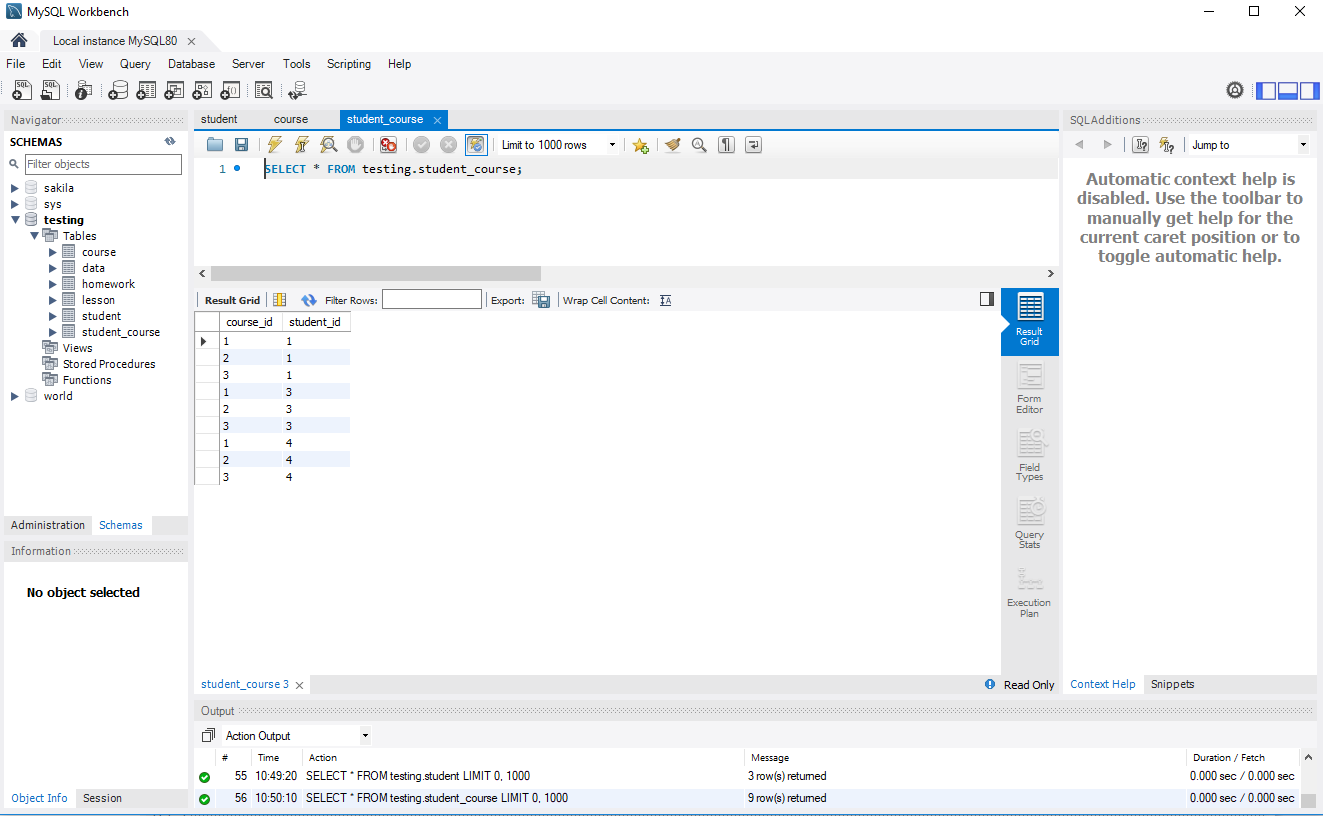 MySQL Workbench
Local instance MySQL80
File Edit View Query Database Server Tools Scripting Help
Navigator
SCHEMAS
Filter objects
sakila
sys
testing
Tables
course
data
homework
lesson
student
student_course
Views
Stored Procedures
Functions
world
Administration Schemas
Information
No object selected
Object Info Session
student course student_course
Limit to 1000 rows
1 SELECT * FROM testing.student_course;
Result Grid Filter Rows: Export: Wrap Cell Content:
course_id student_id
1 1
2 1
3 1
1 3
2 3
3 3
1 4
2 4
3 4
Result
Grid
Form
Editor
Field
Types
Query
Stats
Execution
Plan
student_course 3
Read Only
SQLAdditions
Jump to
Automatic context help is
disabled. Use the toolbar to
manually get help for the
current caret position or to
toggle automatic help.
Context Help Snippets
Output
Action Output
# Time Action Message Duration / Fetch
55 10:49:20 SELECT * FROM testing.student LIMIT 0, 1000 3 row(s) returned 0.000 sec / 0.000 sec
56 10:50:10 SELECT * FROM testing.student_course LIMIT 0, 1000 9 row(s) returned 0.000 sec / 0.000 sec